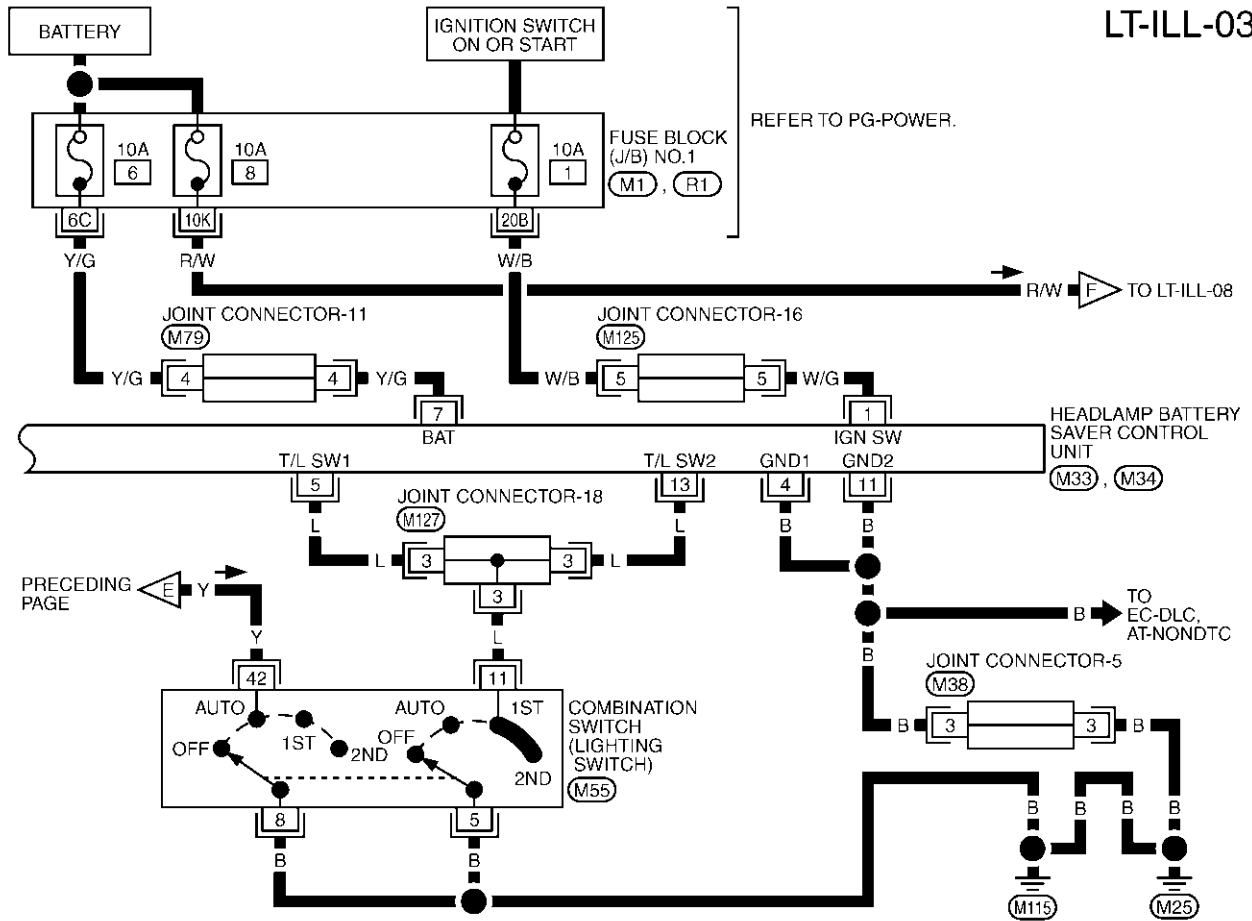 LT-ILL-03
BATTERY
IGNITION SWITCH
ON OR START
REFER TO PG-POWER.
10A
6
10A
8
10A
1
FUSE BLOCK
(J/B) NO.1
M1 , R1
6C
10K
20B
Y/G
R/W
W/B
R/W
F
TO LT-ILL-08
JOINT CONNECTOR-11
M79
JOINT CONNECTOR-16
M125
Y/G
4
4
Y/G
W/B
5
5
W/G
7
1
BAT
IGN SW
HEADLAMP BATTERY
SAVER CONTROL
UNIT
M33 , M34
T/L SW1
T/L SW2
GND1
GND2
5
13
4
11
JOINT CONNECTOR-18
M127
L
L
B
B
L
3
3
L
3
L
PRECEDING
PAGE
E
Y
Y
TO
EC-DLC,
AT-NONDTC
B
B
JOINT CONNECTOR-5
M38
B
3
3
B
42
11
AUTO
OFF
1ST
2ND
AUTO
OFF
1ST
2ND
COMBINATION
SWITCH
(LIGHTING
SWITCH)
M55
8
5
B
B
B
B
B
B
M115
M25